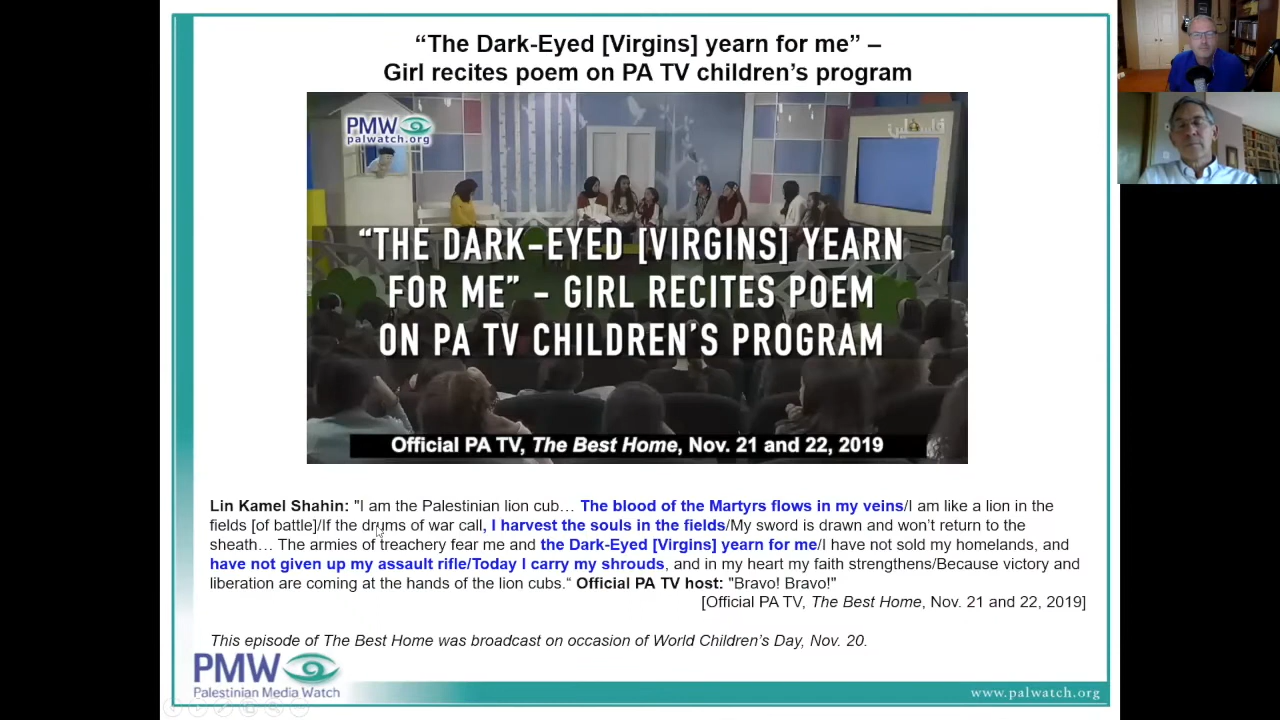 “The Dark-Eyed [Virgins] yearn for me” –
Girl recites poem on PA TV children’s program
PMW
palwatch.org
فلسطين
“THE DARK-EYED [VIRGINS] YEARN
FOR ME” - GIRL RECITES POEM
ON PA TV CHILDREN’S PROGRAM
Official PA TV, The Best Home, Nov. 21 and 22, 2019
Lin Kamel Shahin: "I am the Palestinian lion cub… The blood of the Martyrs flows in my veins/I am like a lion in the
fields [of battle]/If the drums of war call, I harvest the souls in the fields/My sword is drawn and won’t return to the
sheath… The armies of treachery fear me and the Dark-Eyed [Virgins] yearn for me/I have not sold my homelands, and
have not given up my assault rifle/Today I carry my shrouds, and in my heart my faith strengthens/Because victory and
liberation are coming at the hands of the lion cubs.“ Official PA TV host: "Bravo! Bravo!"
[Official PA TV, The Best Home, Nov. 21 and 22, 2019]
This episode of The Best Home was broadcast on occasion of World Children’s Day, Nov. 20.
PMW
Palestinian Media Watch
www.palwatch.org